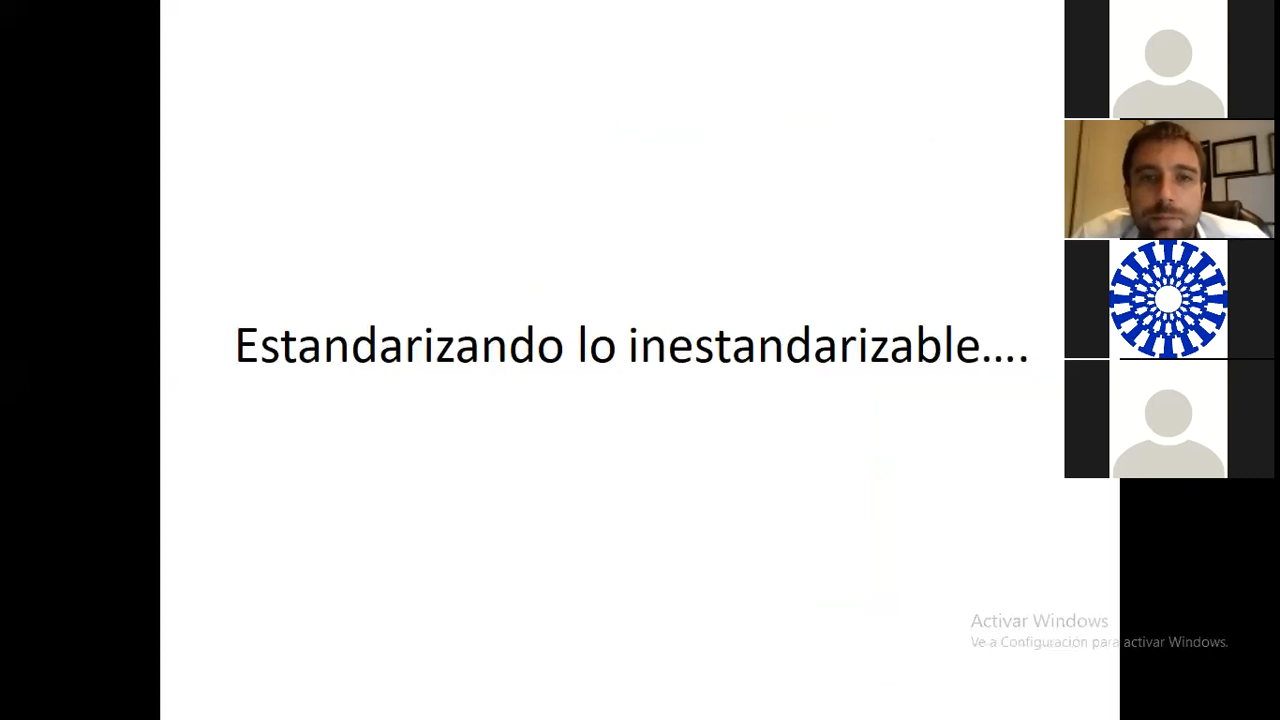 Estandarizando lo inestandarizable....
Activar Windows
Ve a Configuración para activar Windows.